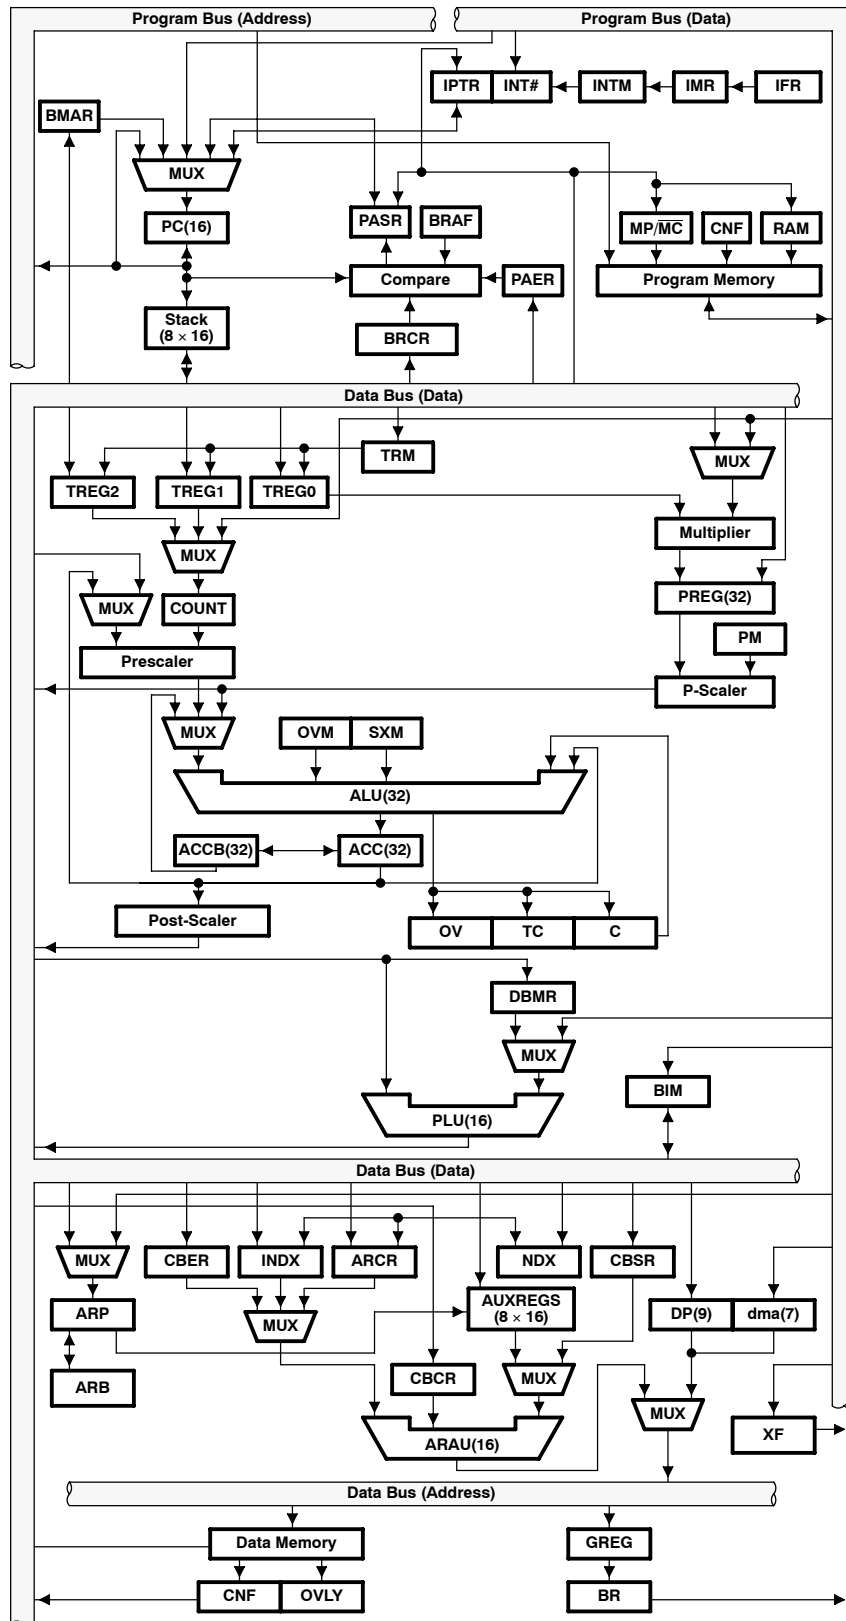 Program Bus (Address)
Program Bus (Data)
IPTR
INT#
INTM
IMR
IFR
BMAR
MUX
PC(16)
PASR
BRAF
MP/MC
CNF
RAM
Compare
PAER
Program Memory
Stack
(8 × 16)
BRCR
Data Bus (Data)
TRM
MUX
TREG2
TREG1
TREG0
Multiplier
MUX
MUX
COUNT
PREG(32)
PM
Prescaler
P-Scaler
MUX
OVM
SXM
ALU(32)
ACCB(32)
ACC(32)
Post-Scaler
OV
TC
C
DBMR
MUX
BIM
PLU(16)
Data Bus (Data)
MUX
CBER
INDX
ARCR
NDX
CBSR
ARP
MUX
AUXREGS
(8 × 16)
DP(9)
dma(7)
ARB
CBCR
MUX
MUX
XF
ARAU(16)
Data Bus (Address)
Data Memory
GREG
CNF
OVLY
BR